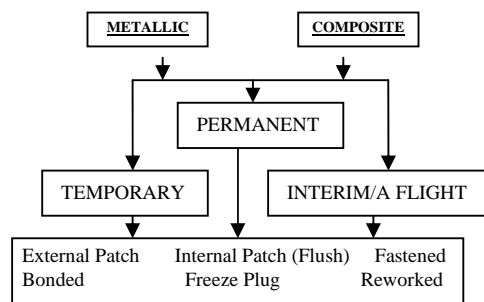 METALLIC
COMPOSITE
PERMANENT
TEMPORARY
INTERIM/A FLIGHT
External Patch Internal Patch (Flush) Fastened
Bonded Freeze Plug Reworked